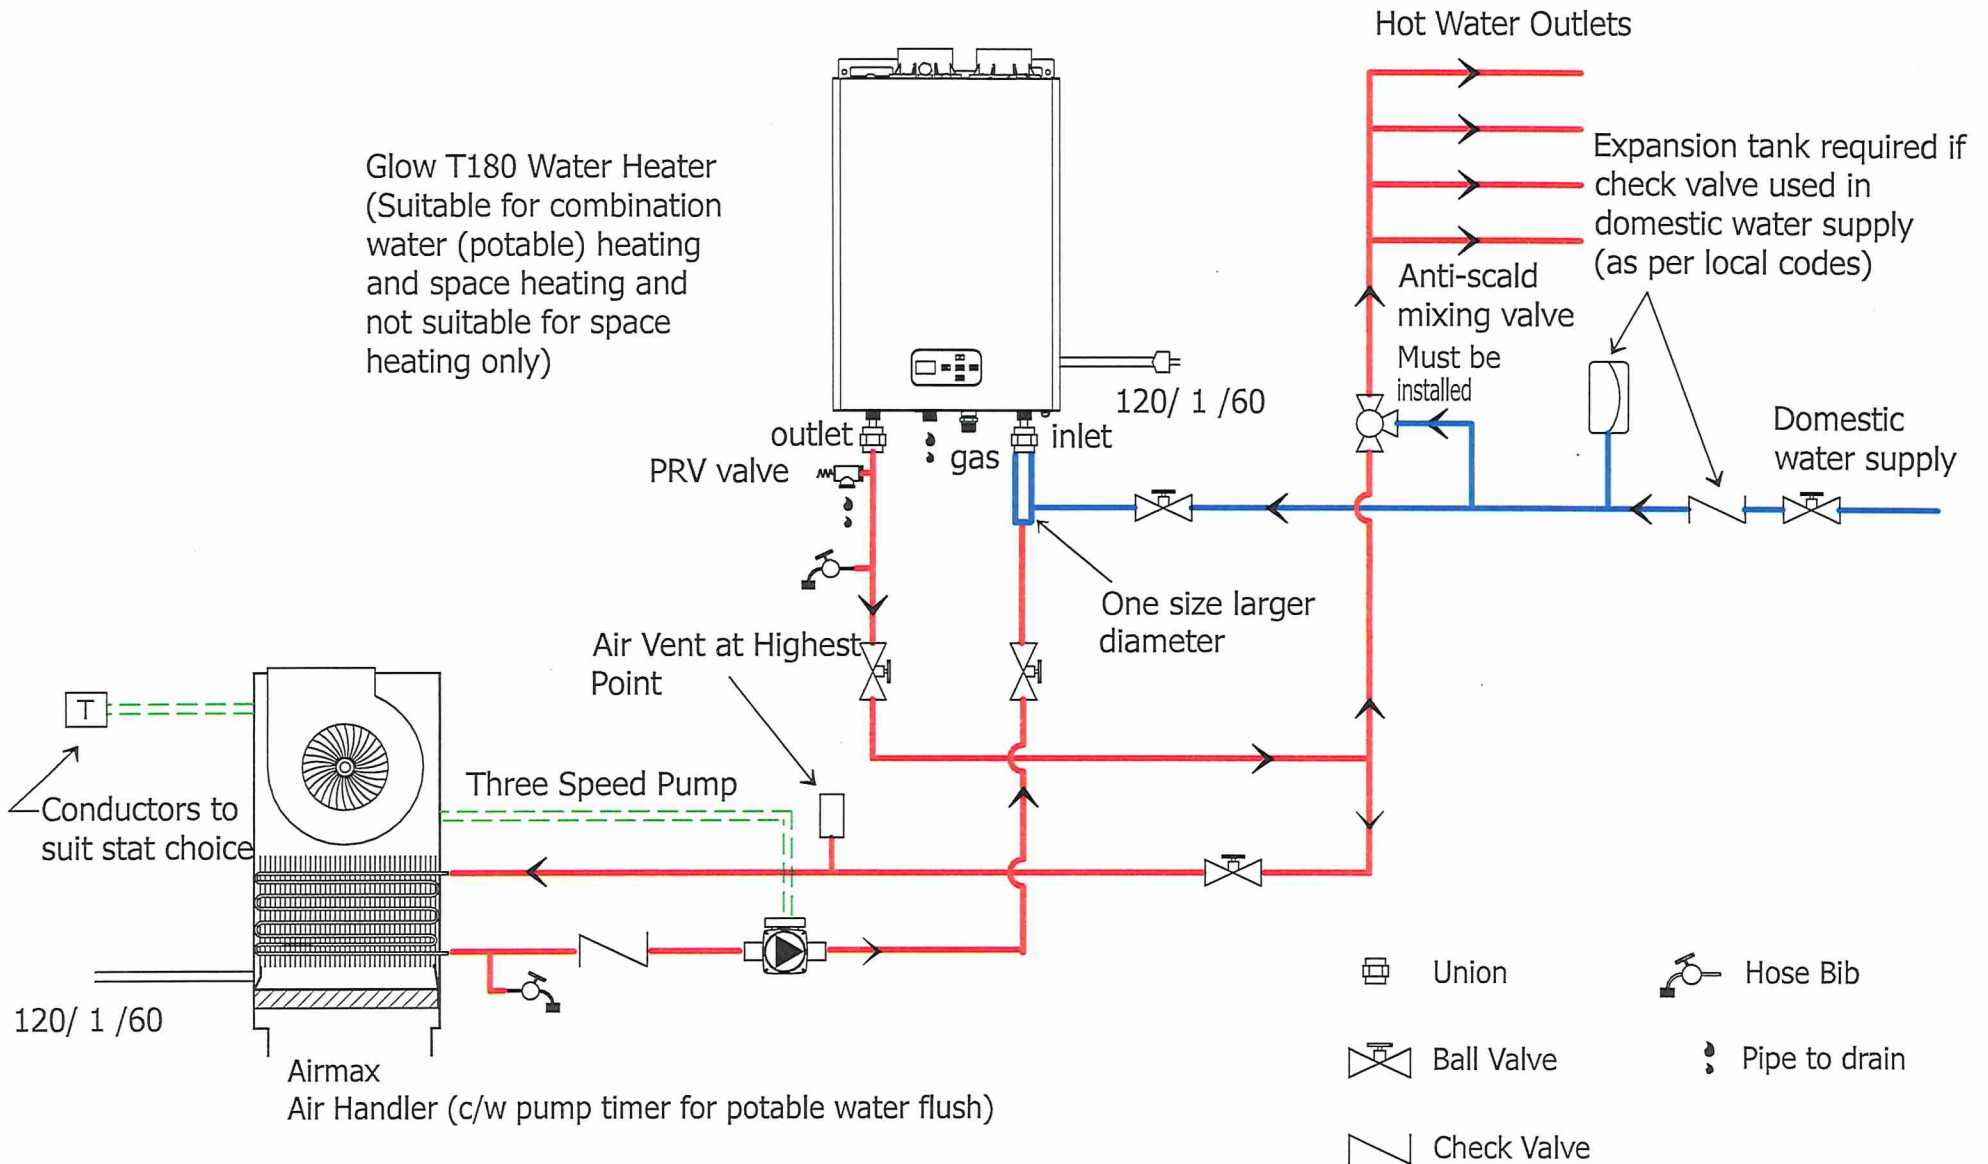 Hot Water Outlets
Glow T180 Water Heater
(Suitable for combination
water (potable) heating
and space heating and
not suitable for space
heating only)
Expansion tank required if
check valve used in
domestic water supply
(as per local codes)
Anti-scald
mixing valve
Must be
installed
120/ 1 /60
outlet
inlet
gas
PRV valve
Domestic
water supply
One size larger
diameter
Air Vent at Highest
Point
T
Three Speed Pump
Conductors to
suit stat choice
120/ 1 /60
Airmax
Air Handler (c/w pump timer for potable water flush)
Union
Hose Bib
Ball Valve
Pipe to drain
Check Valve